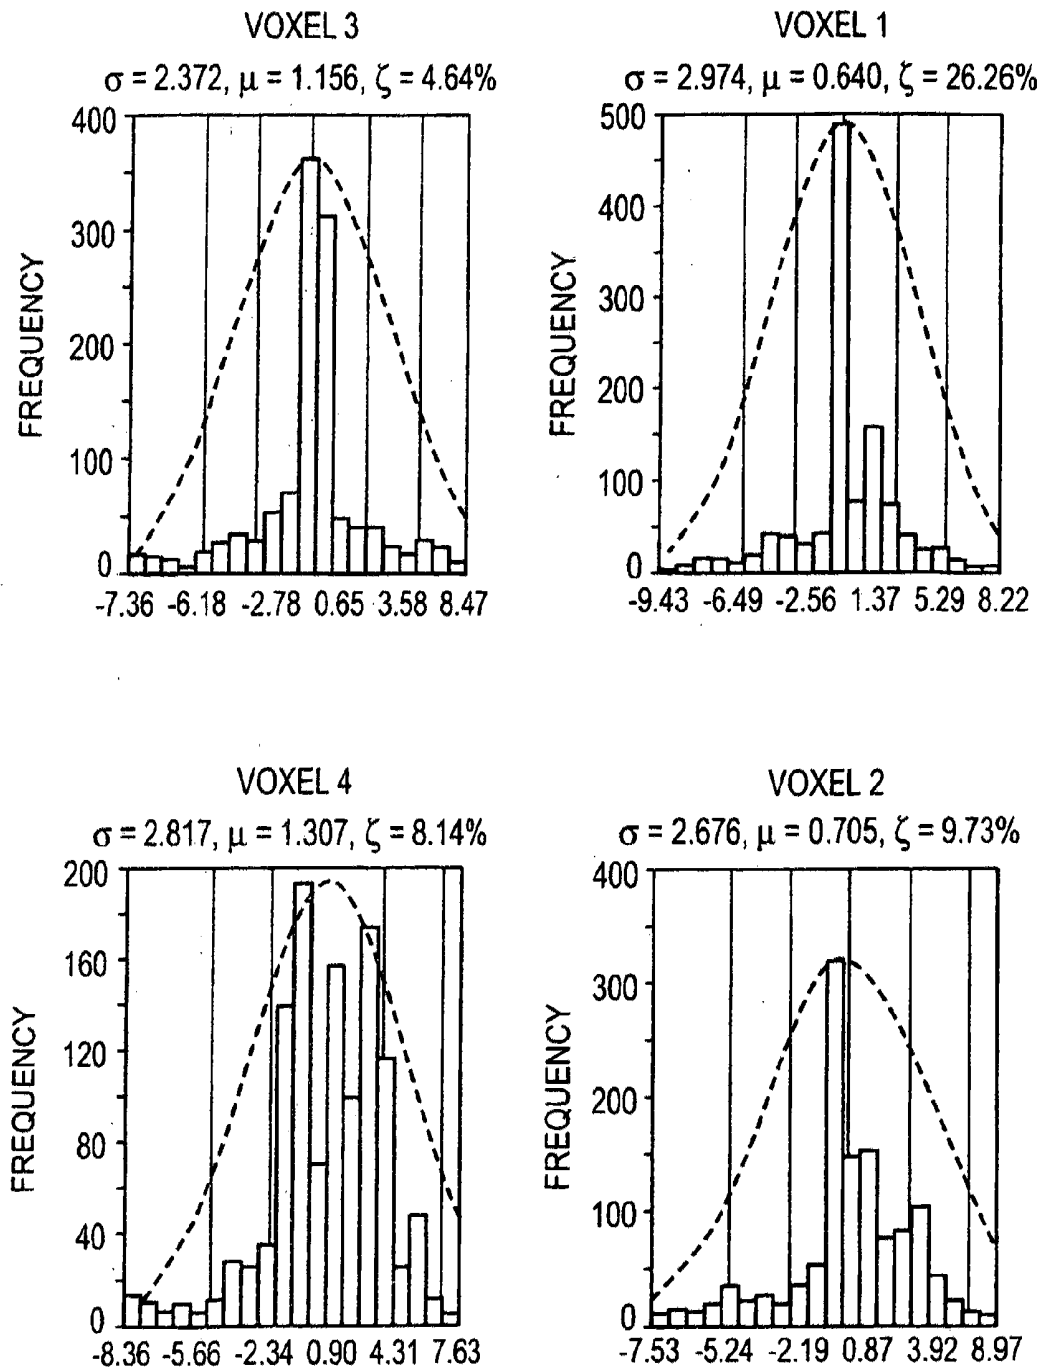 VOXEL 3
σ = 2.372, μ = 1.156, ζ = 4.64%
400
300
200
100
0
FREQUENCY
-7.36 -6.18 -2.78 0.65 3.58 8.47
VOXEL 1
σ = 2.974, μ = 0.640, ζ = 26.26%
500
400
300
200
100
0
FREQUENCY
-9.43 -6.49 -2.56 1.37 5.29 8.22
VOXEL 4
σ = 2.817, μ = 1.307, ζ = 8.14%
200
160
120
80
40
0
FREQUENCY
-8.36 -5.66 -2.34 0.90 4.31 7.63
VOXEL 2
σ = 2.676, μ = 0.705, ζ = 9.73%
400
300
200
100
0
FREQUENCY
-7.53 -5.24 -2.19 0.87 3.92 8.97